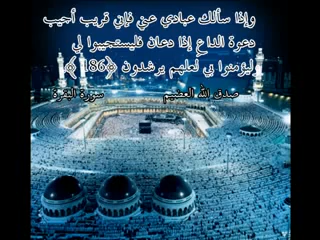 وإذا سألك عبادي عني فإني قريب أجيب
دعوة الداع إذا دعان فليستجيبوا لي
ليؤمنوا بي لعلهم يرشدون ﴿186﴾
صدق الله العضيم سورة البقرة